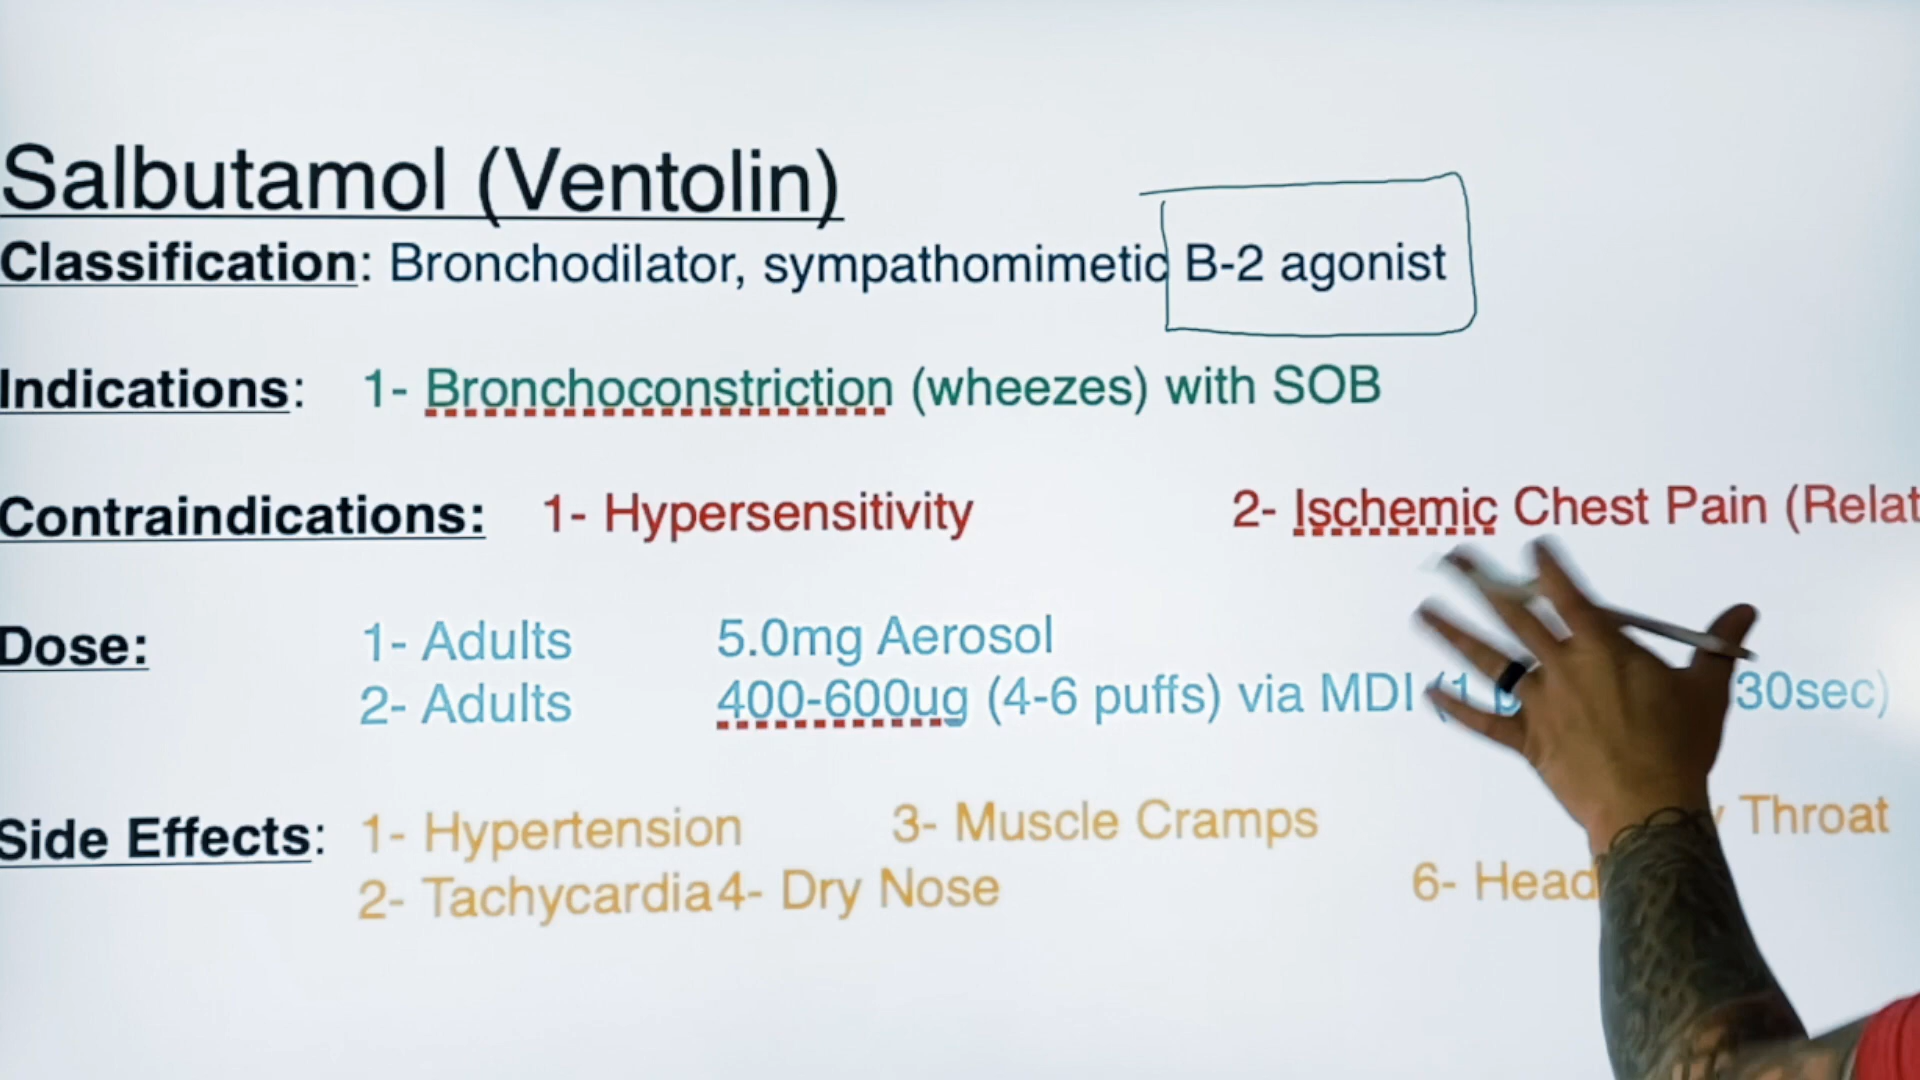 Salbutamol (Ventolin)
Classification: Bronchodilator, sympathomimetic B-2 agonist
Indications: 1- Bronchoconstriction (wheezes) with SOB
Contraindications: 1- Hypersensitivity 2- Ischemic Chest Pain (Relat
Dose: 1- Adults 5.0mg Aerosol
2- Adults 400-600ug (4-6 puffs) via MDI (1 30sec)
Side Effects: 1- Hypertension 3- Muscle Cramps Throat
2- Tachycardia 4- Dry Nose 6- Head